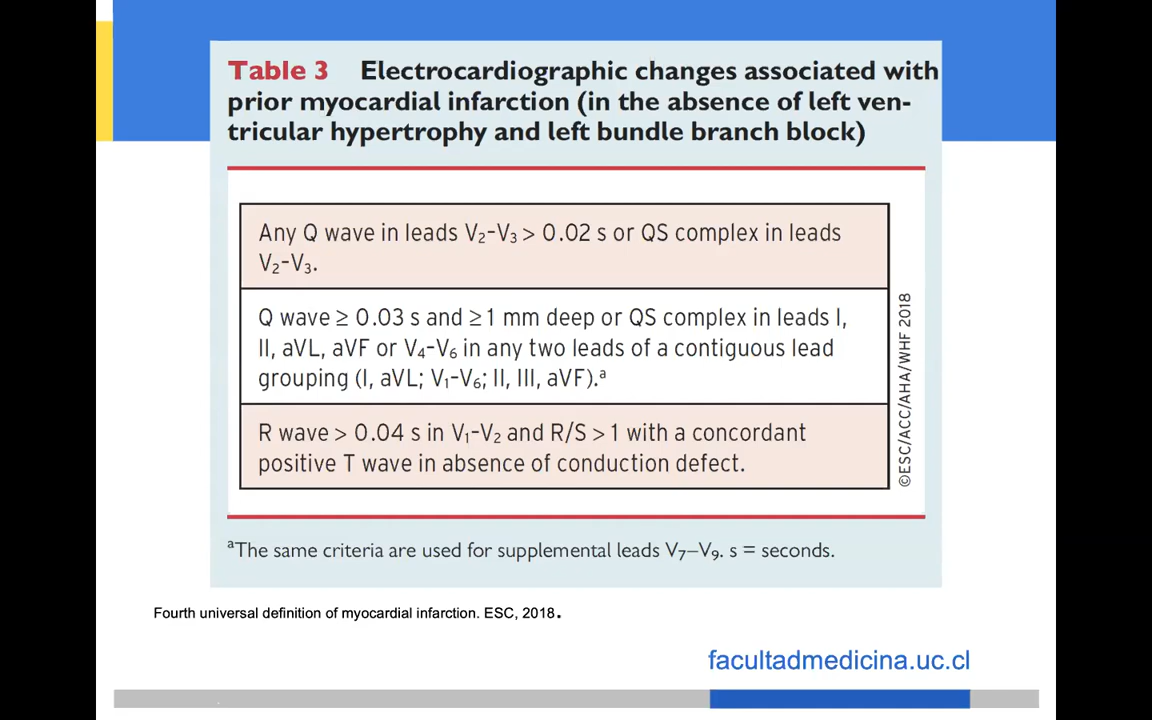 Table 3 Electrocardiographic changes associated with
prior myocardial infarction (in the absence of left ven-
tricular hypertrophy and left bundle branch block)
Any Q wave in leads V₂–V₃ > 0.02 s or QS complex in leads
V₂–V₃.
Q wave ≥ 0.03 s and ≥ 1 mm deep or QS complex in leads I,
II, aVL, aVF or V₄–V₆ in any two leads of a contiguous lead
grouping (I, aVL; V₁–V₆; II, III, aVF).ᵃ
R wave > 0.04 s in V₁–V₂ and R/S > 1 with a concordant
positive T wave in absence of conduction defect.
©ESC/ACC/AHA/WHF 2018
ᵃThe same criteria are used for supplemental leads V₇–V₉. s = seconds.
Fourth universal definition of myocardial infarction. ESC, 2018.
facultadmedicina.uc.cl